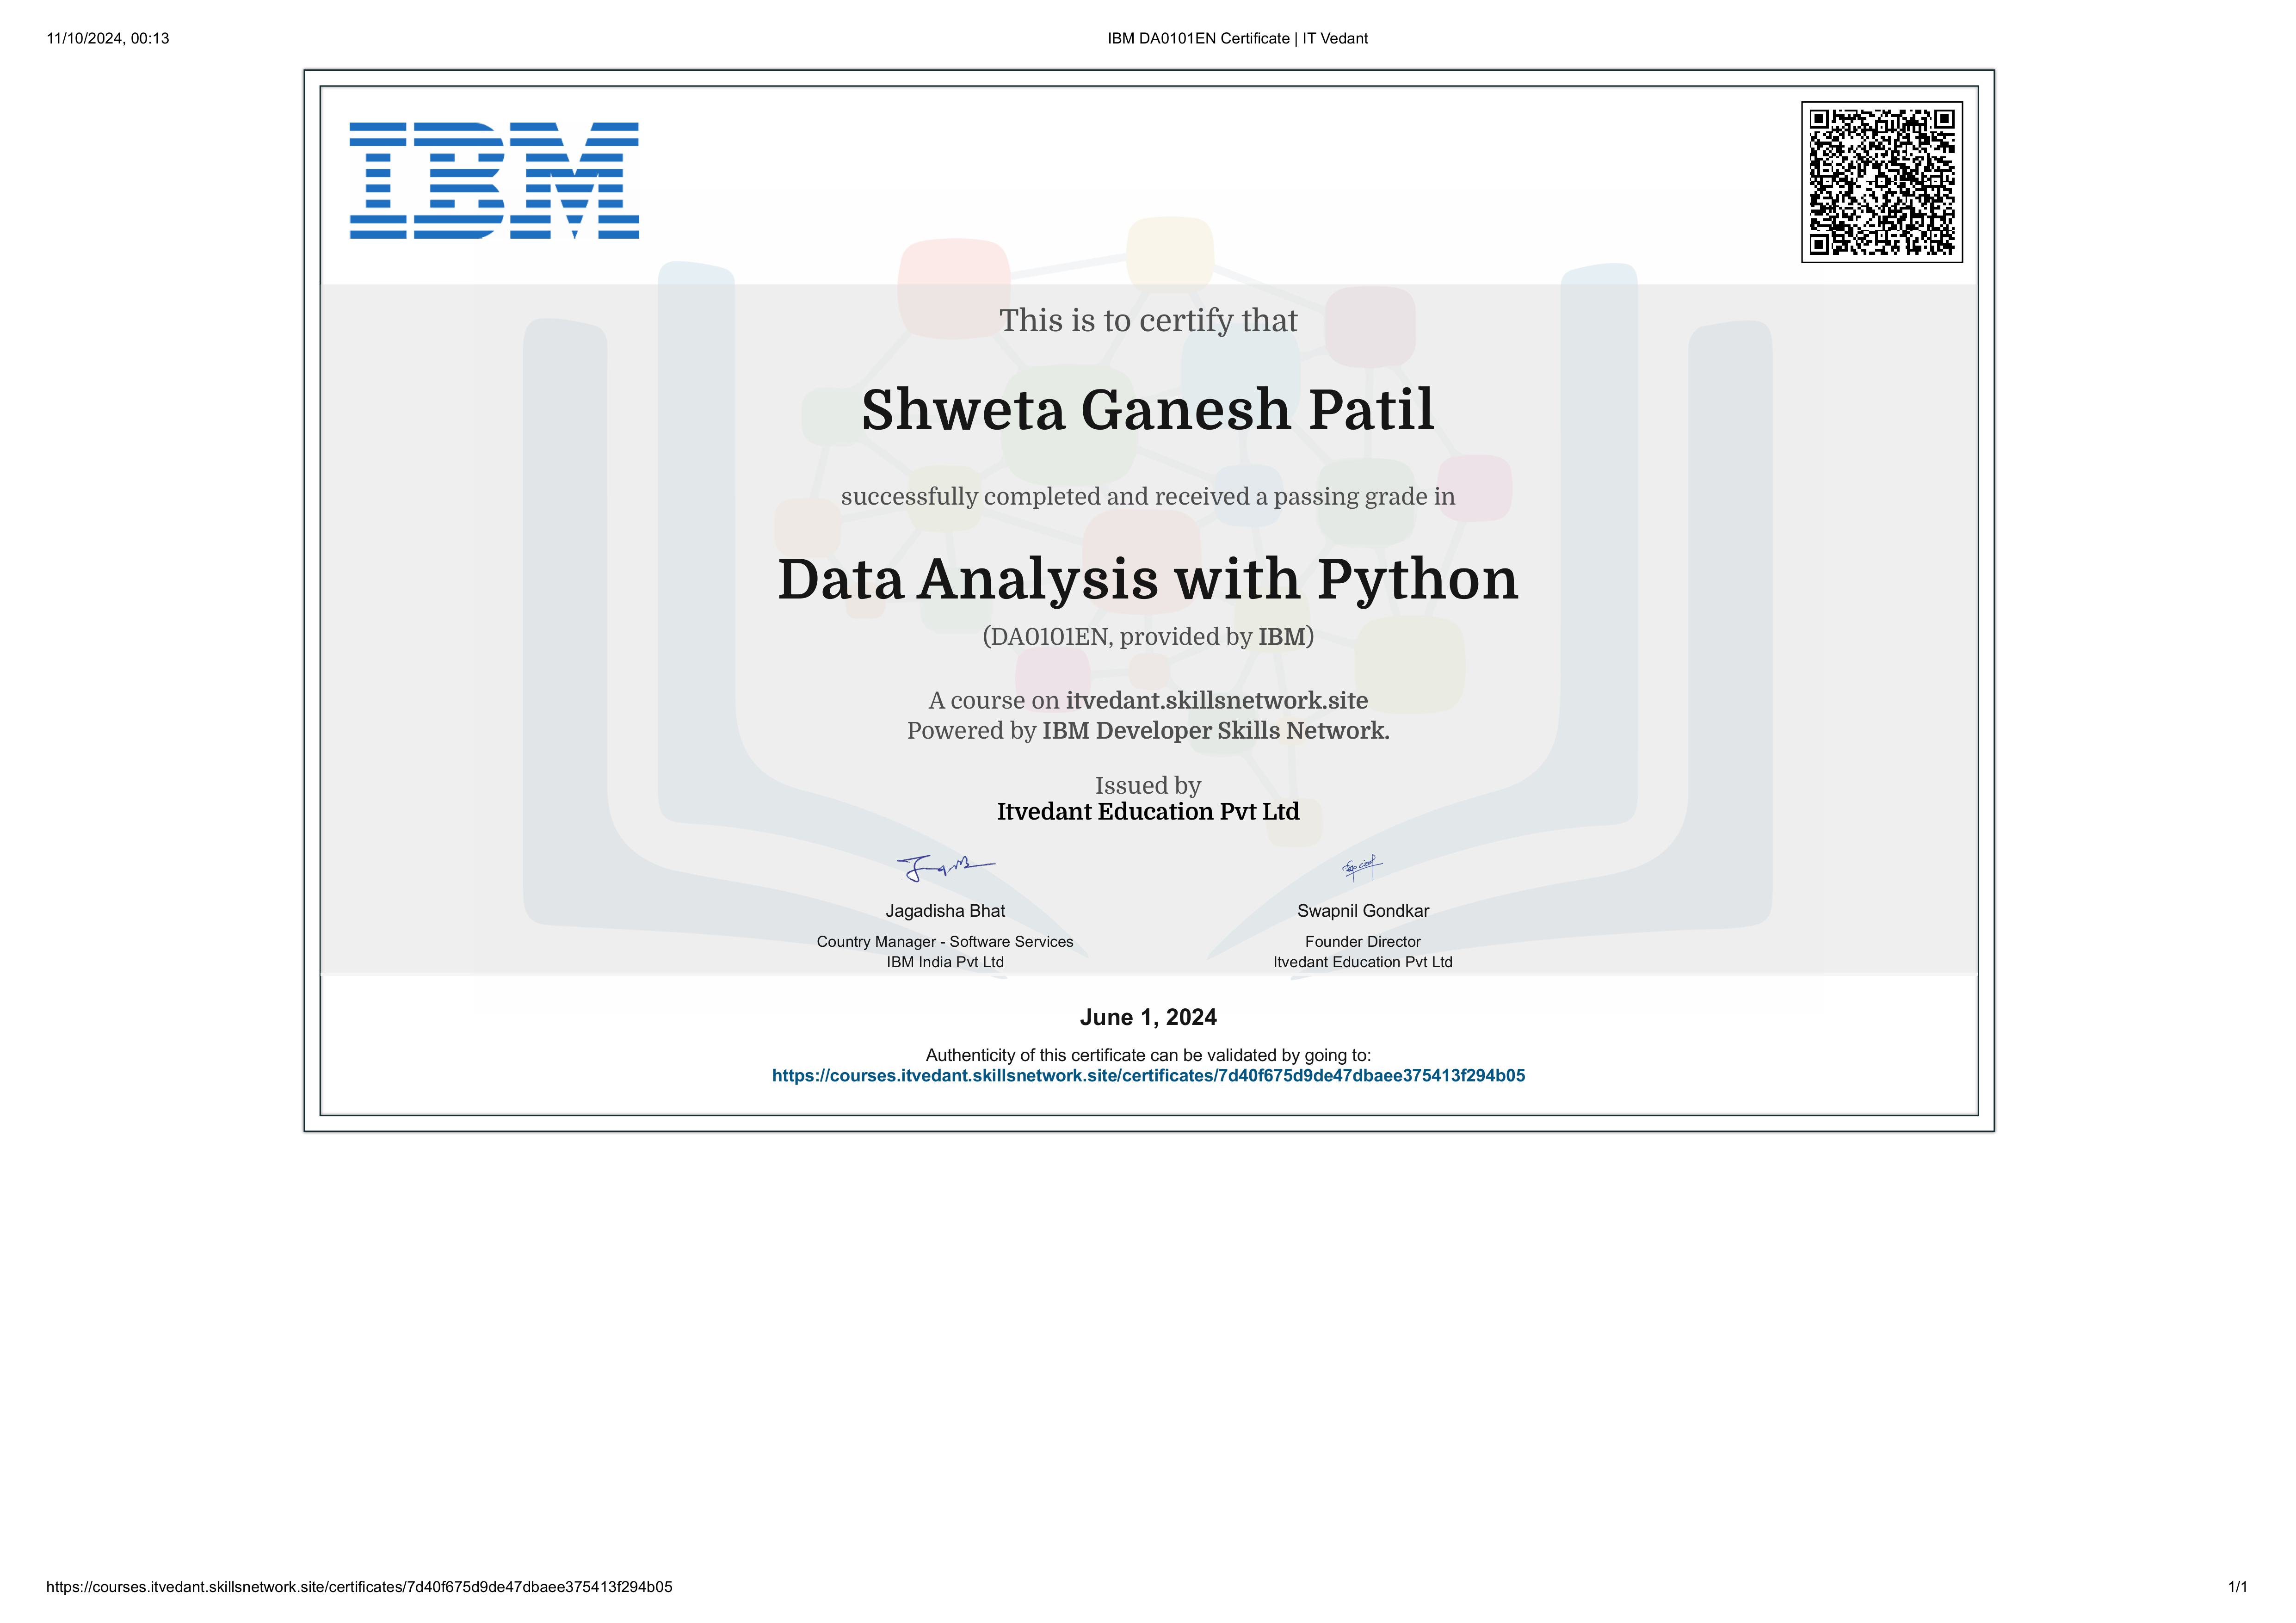 11/10/2024, 00:13
IBM DA0101EN Certificate | IT Vedant
IBM
This is to certify that
Shweta Ganesh Patil
successfully completed and received a passing grade in
Data Analysis with Python
(DA0101EN, provided by IBM)
A course on itvedant.skillsnetwork.site
Powered by IBM Developer Skills Network.
Issued by
Itvedant Education Pvt Ltd
Jagadisha Bhat
Country Manager - Software Services
IBM India Pvt Ltd
Swapnil Gondkar
Founder Director
Itvedant Education Pvt Ltd
June 1, 2024
Authenticity of this certificate can be validated by going to:
https://courses.itvedant.skillsnetwork.site/certificates/7d40f675d9de47dbaee375413f294b05
https://courses.itvedant.skillsnetwork.site/certificates/7d40f675d9de47dbaee375413f294b05
1/1